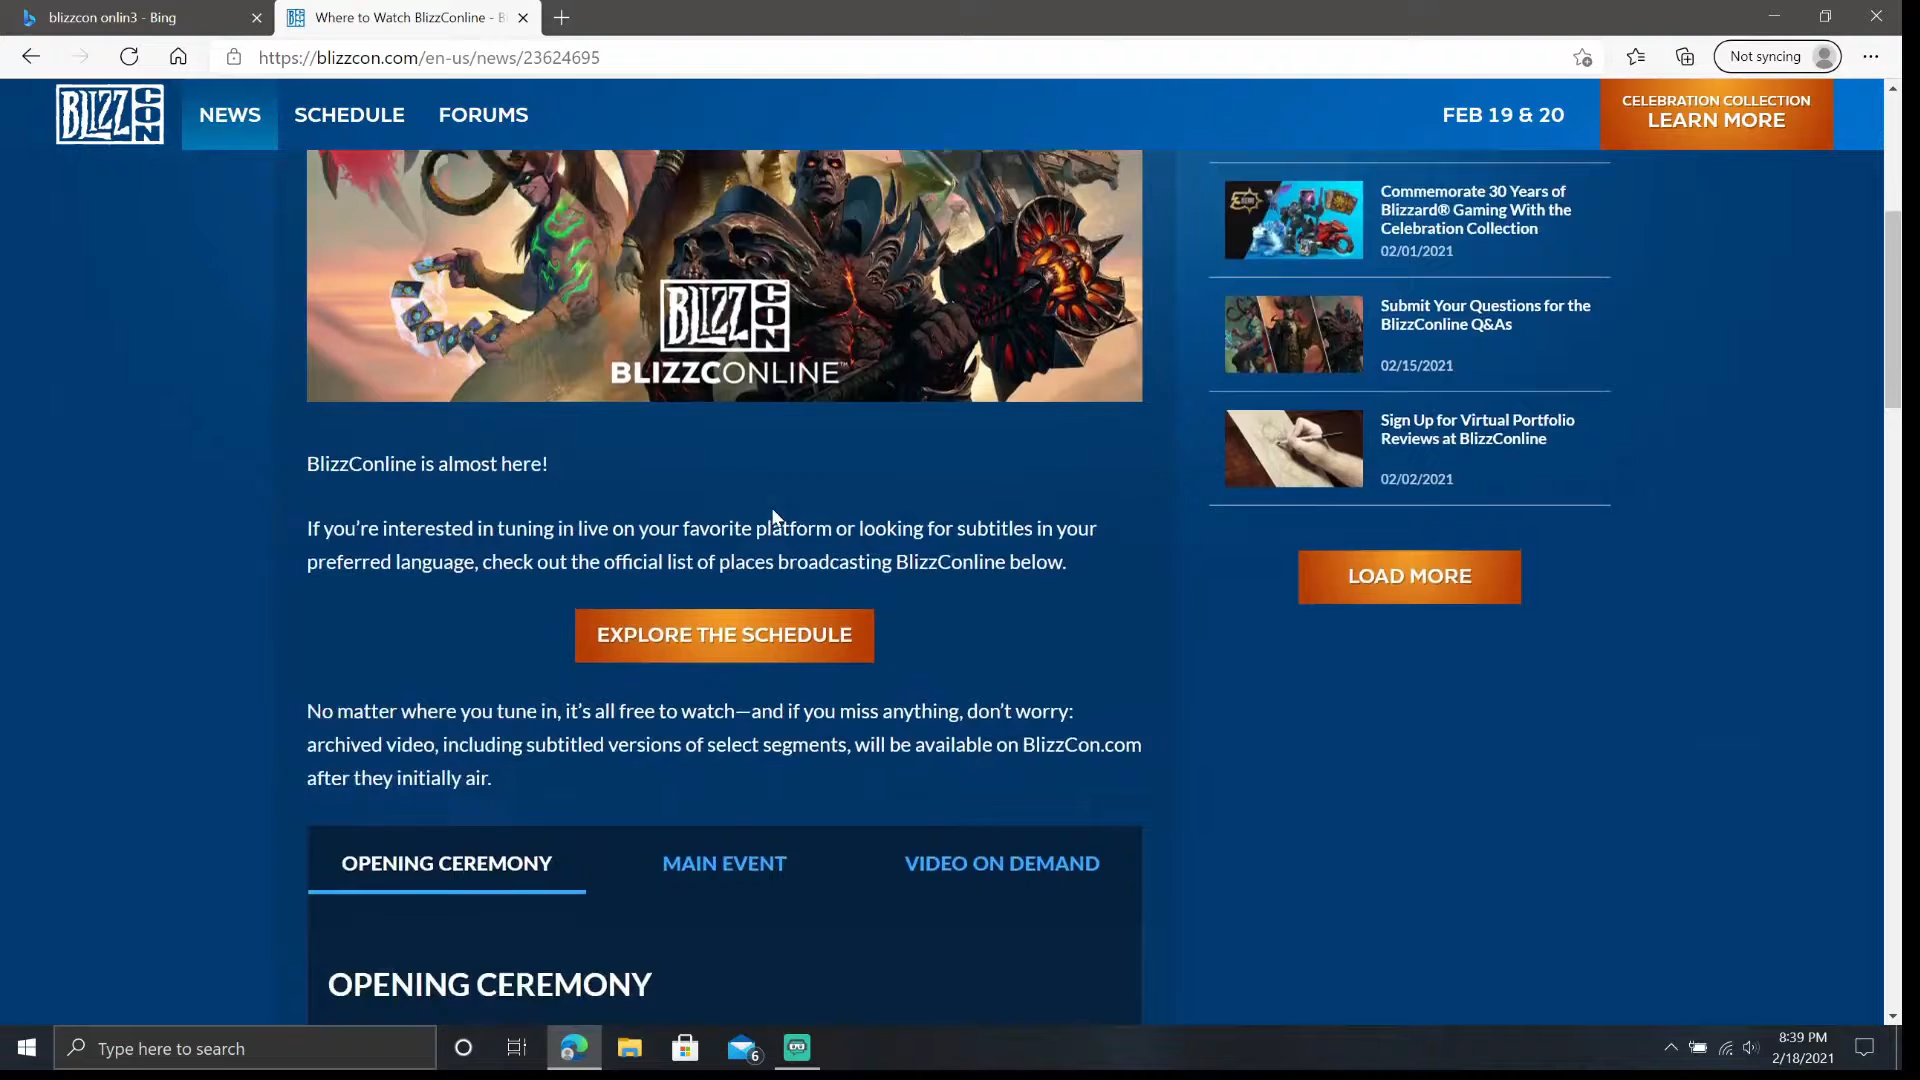 blizzcon onlin3 - Bing
Where to Watch BlizzConline - B
https://blizzcon.com/en-us/news/23624695
Not syncing
BLIZZCON
NEWS
SCHEDULE
FORUMS
FEB 19 & 20
CELEBRATION COLLECTION
LEARN MORE
BLIZZCON
BLIZZCONLINE™
BlizzConline is almost here!
If you’re interested in tuning in live on your favorite platform or looking for subtitles in your
preferred language, check out the official list of places broadcasting BlizzConline below.
EXPLORE THE SCHEDULE
No matter where you tune in, it’s all free to watch—and if you miss anything, don’t worry:
archived video, including subtitled versions of select segments, will be available on BlizzCon.com
after they initially air.
OPENING CEREMONY
MAIN EVENT
VIDEO ON DEMAND
OPENING CEREMONY
Commemorate 30 Years of
Blizzard® Gaming With the
Celebration Collection
02/01/2021
Submit Your Questions for the
BlizzConline Q&As
02/15/2021
Sign Up for Virtual Portfolio
Reviews at BlizzConline
02/02/2021
LOAD MORE
Type here to search
6
8:39 PM
2/18/2021